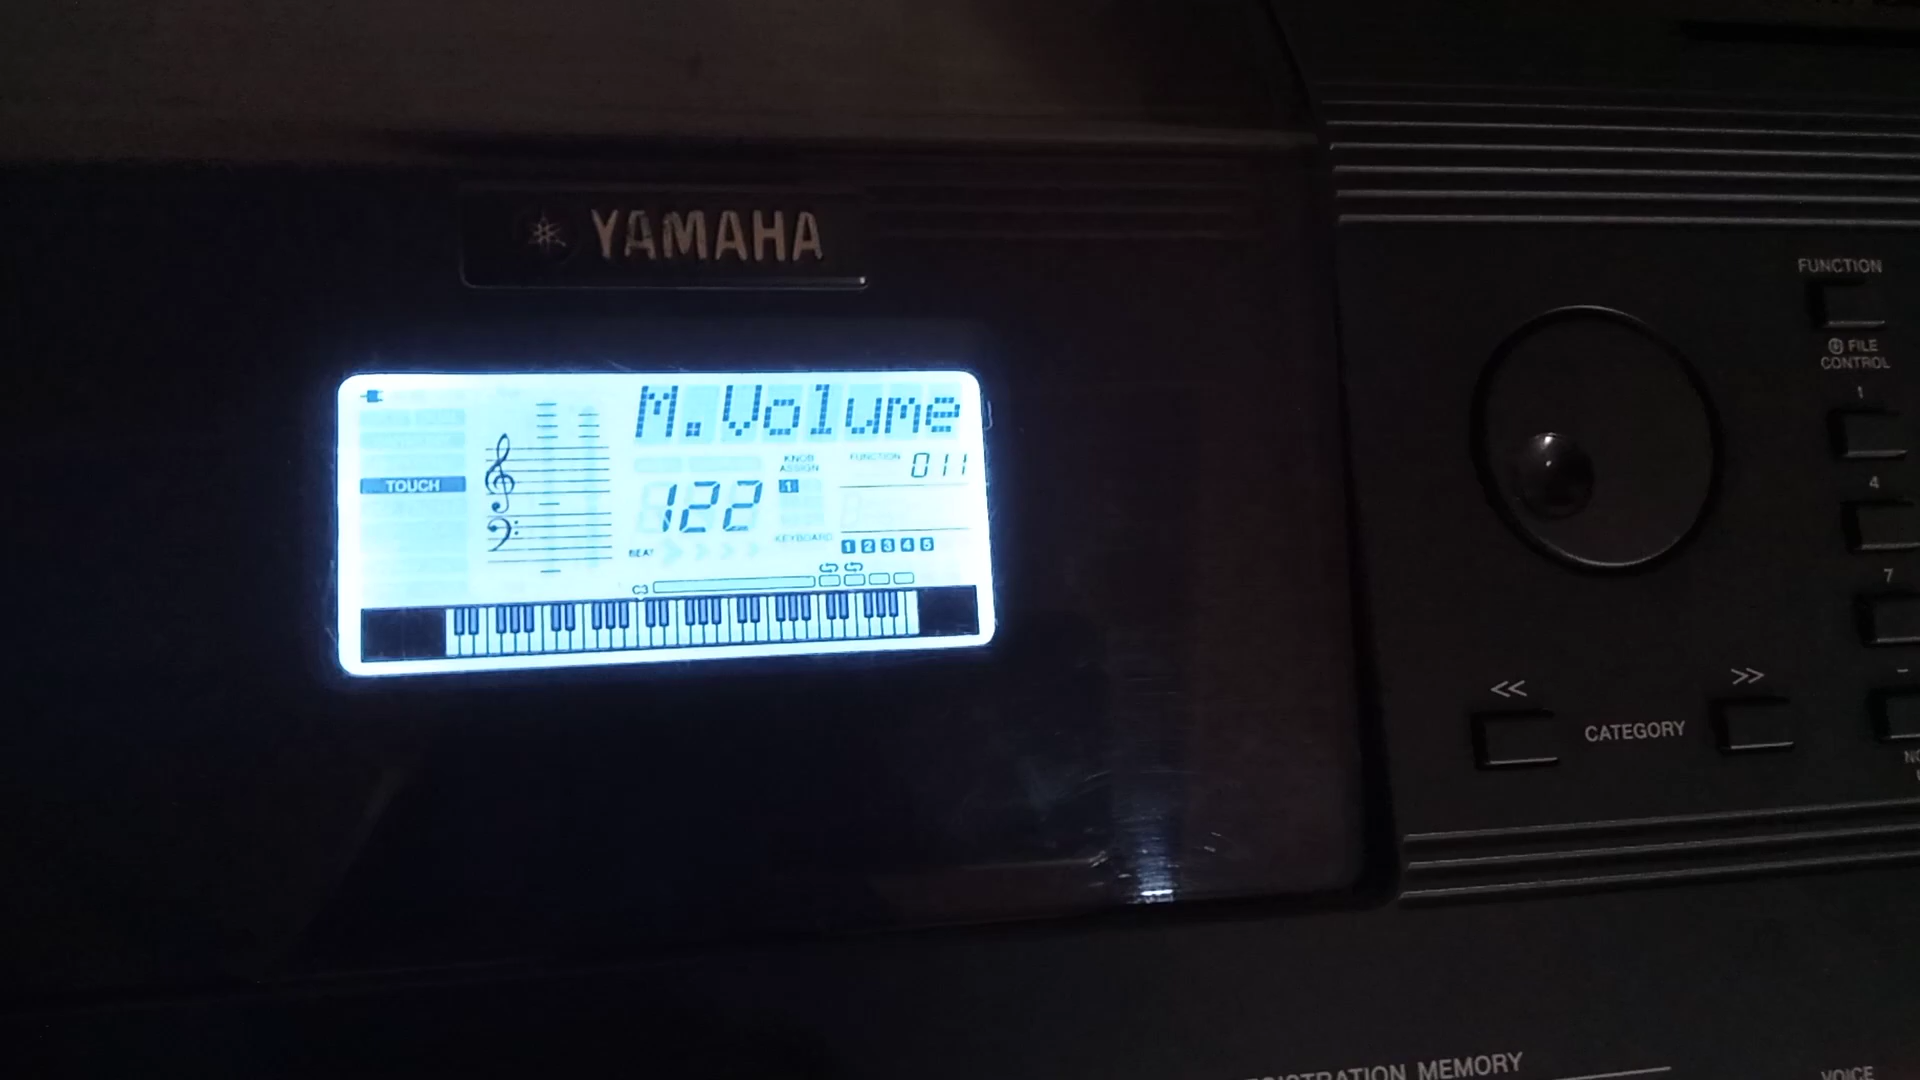 YAMAHA
FUNCTION
FILE
CONTROL
M.Volume
KNOB
ASSIGN
FUNCTION
011
TOUCH
122
1
1
4
7
BEAT
KEYBOARD
1 2 3 4 5
C3
<<
CATEGORY
>>
-
MEMORY
VOICE